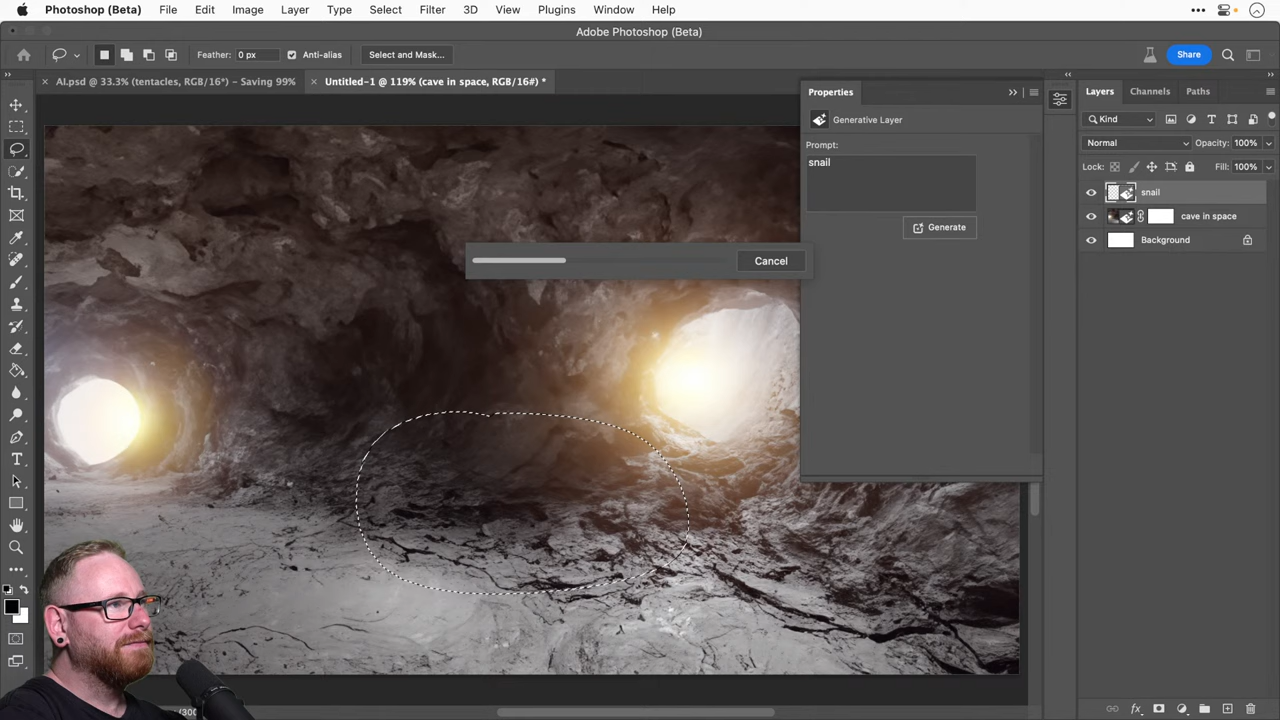 Photoshop (Beta) File Edit Image Layer Type Select Filter 3D View Plugins Window Help
Adobe Photoshop (Beta)
Feather: 0 px Anti-alias Select and Mask... Share
AI.psd @ 33.3% (tentacles, RGB/16*) – Saving 99% Untitled-1 @ 119% (cave in space, RGB/16#) *
Properties
Generative Layer
Prompt:
snail
Generate
Cancel
Layers Channels Paths
Kind
Normal Opacity: 100%
Lock: Fill: 100%
snail
cave in space
Background